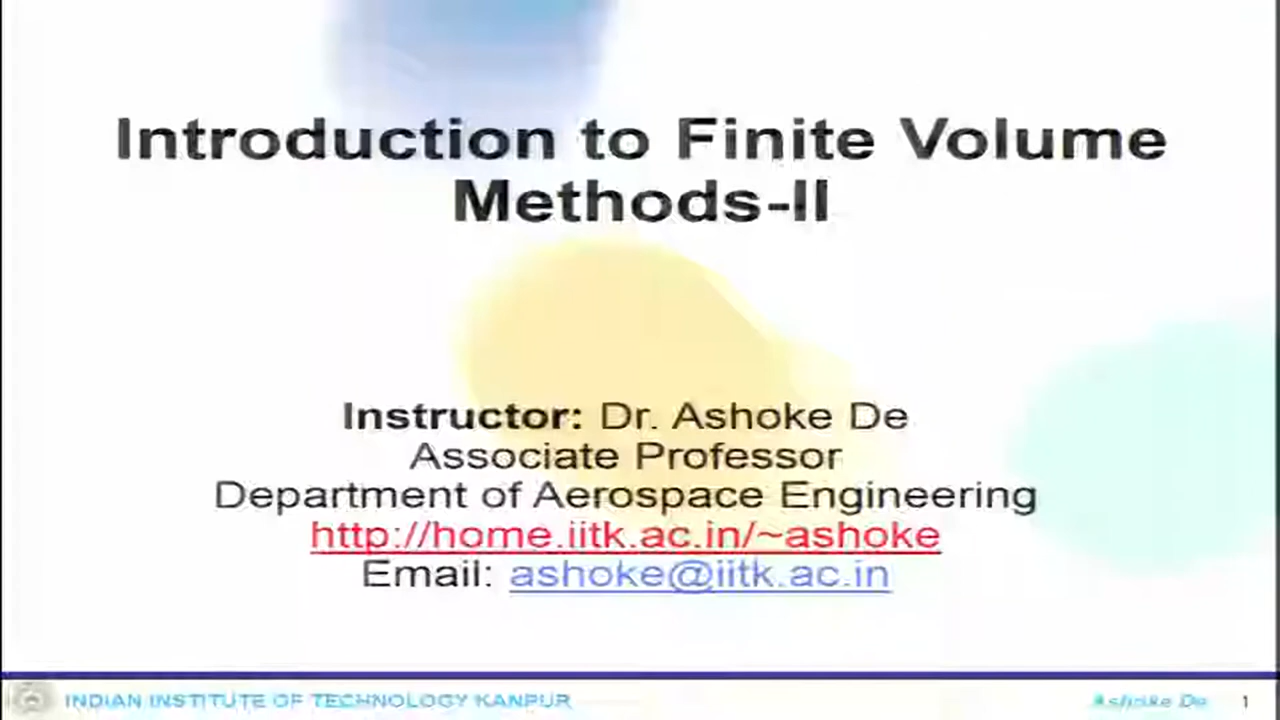 Introduction to Finite Volume
Methods-II
Instructor: Dr. Ashoke De
Associate Professor
Department of Aerospace Engineering
http://home.iitk.ac.in/~ashoke
Email: ashoke@iitk.ac.in
INDIAN INSTITUTE OF TECHNOLOGY KANPUR
Ashoke De 1